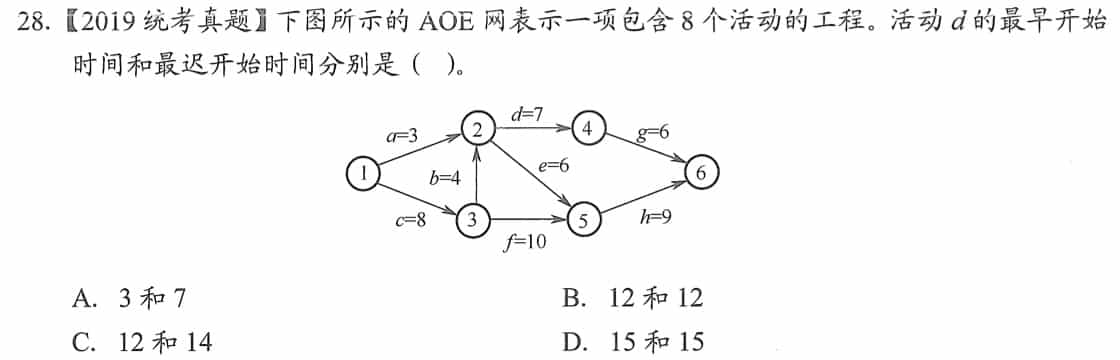 28.【2019 统考真题】下图所示的 AOE 网表示一项包含 8 个活动的工程。活动 d 的最早开始
时间和最迟开始时间分别是（ ）。
d=7
2
4
a=3
g=6
1
b=4
e=6
6
c=8
3
5
h=9
f=10
A. 3 和 7
B. 12 和 12
C. 12 和 14
D. 15 和 15